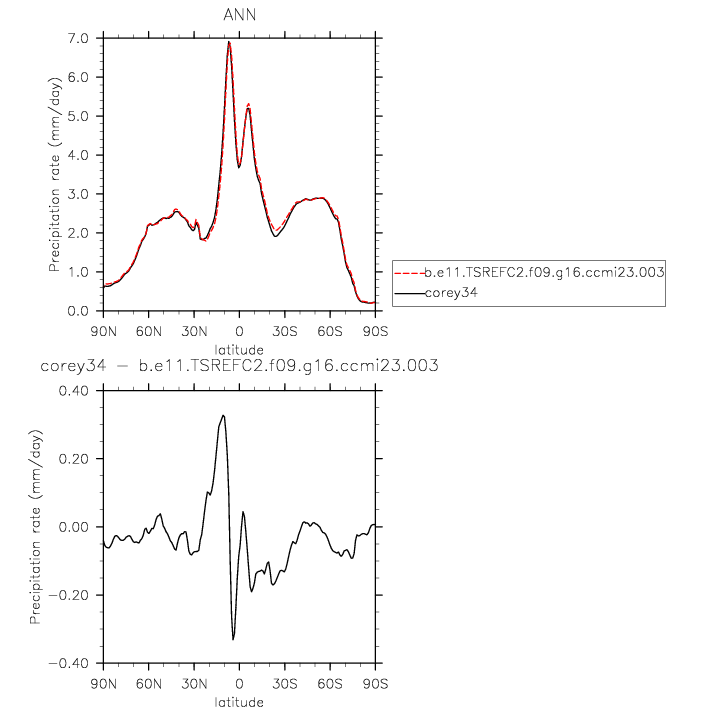 ANN
Precipitation rate (mm/day)
7.0
6.0
5.0
4.0
3.0
2.0
1.0
0.0
90N 60N 30N 0 30S 60S 90S
latitude
b.e11.TSREFC2.f09.g16.ccmi23.003
corey34
corey34 − b.e11.TSREFC2.f09.g16.ccmi23.003
Precipitation rate (mm/day)
0.40
0.20
0.00
−0.20
−0.40
90N 60N 30N 0 30S 60S 90S
latitude